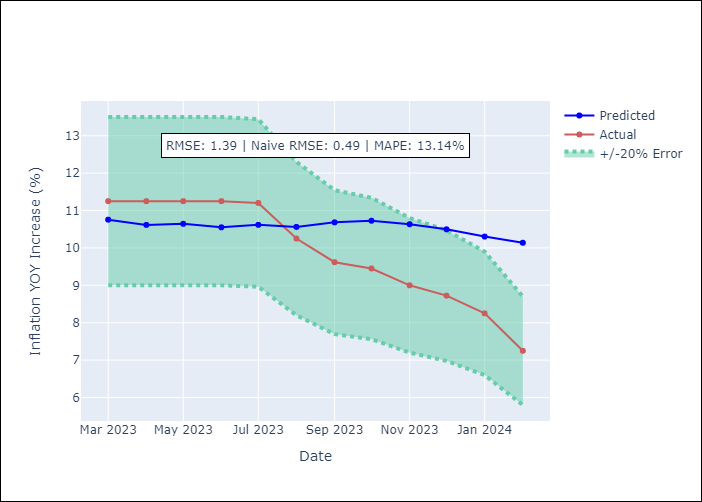 RMSE: 1.39 | Naive RMSE: 0.49 | MAPE: 13.14%
Predicted
Actual
+/-20% Error
Inflation YOY Increase (%)
13
12
11
10
9
8
7
6
Mar 2023
May 2023
Jul 2023
Sep 2023
Nov 2023
Jan 2024
Date